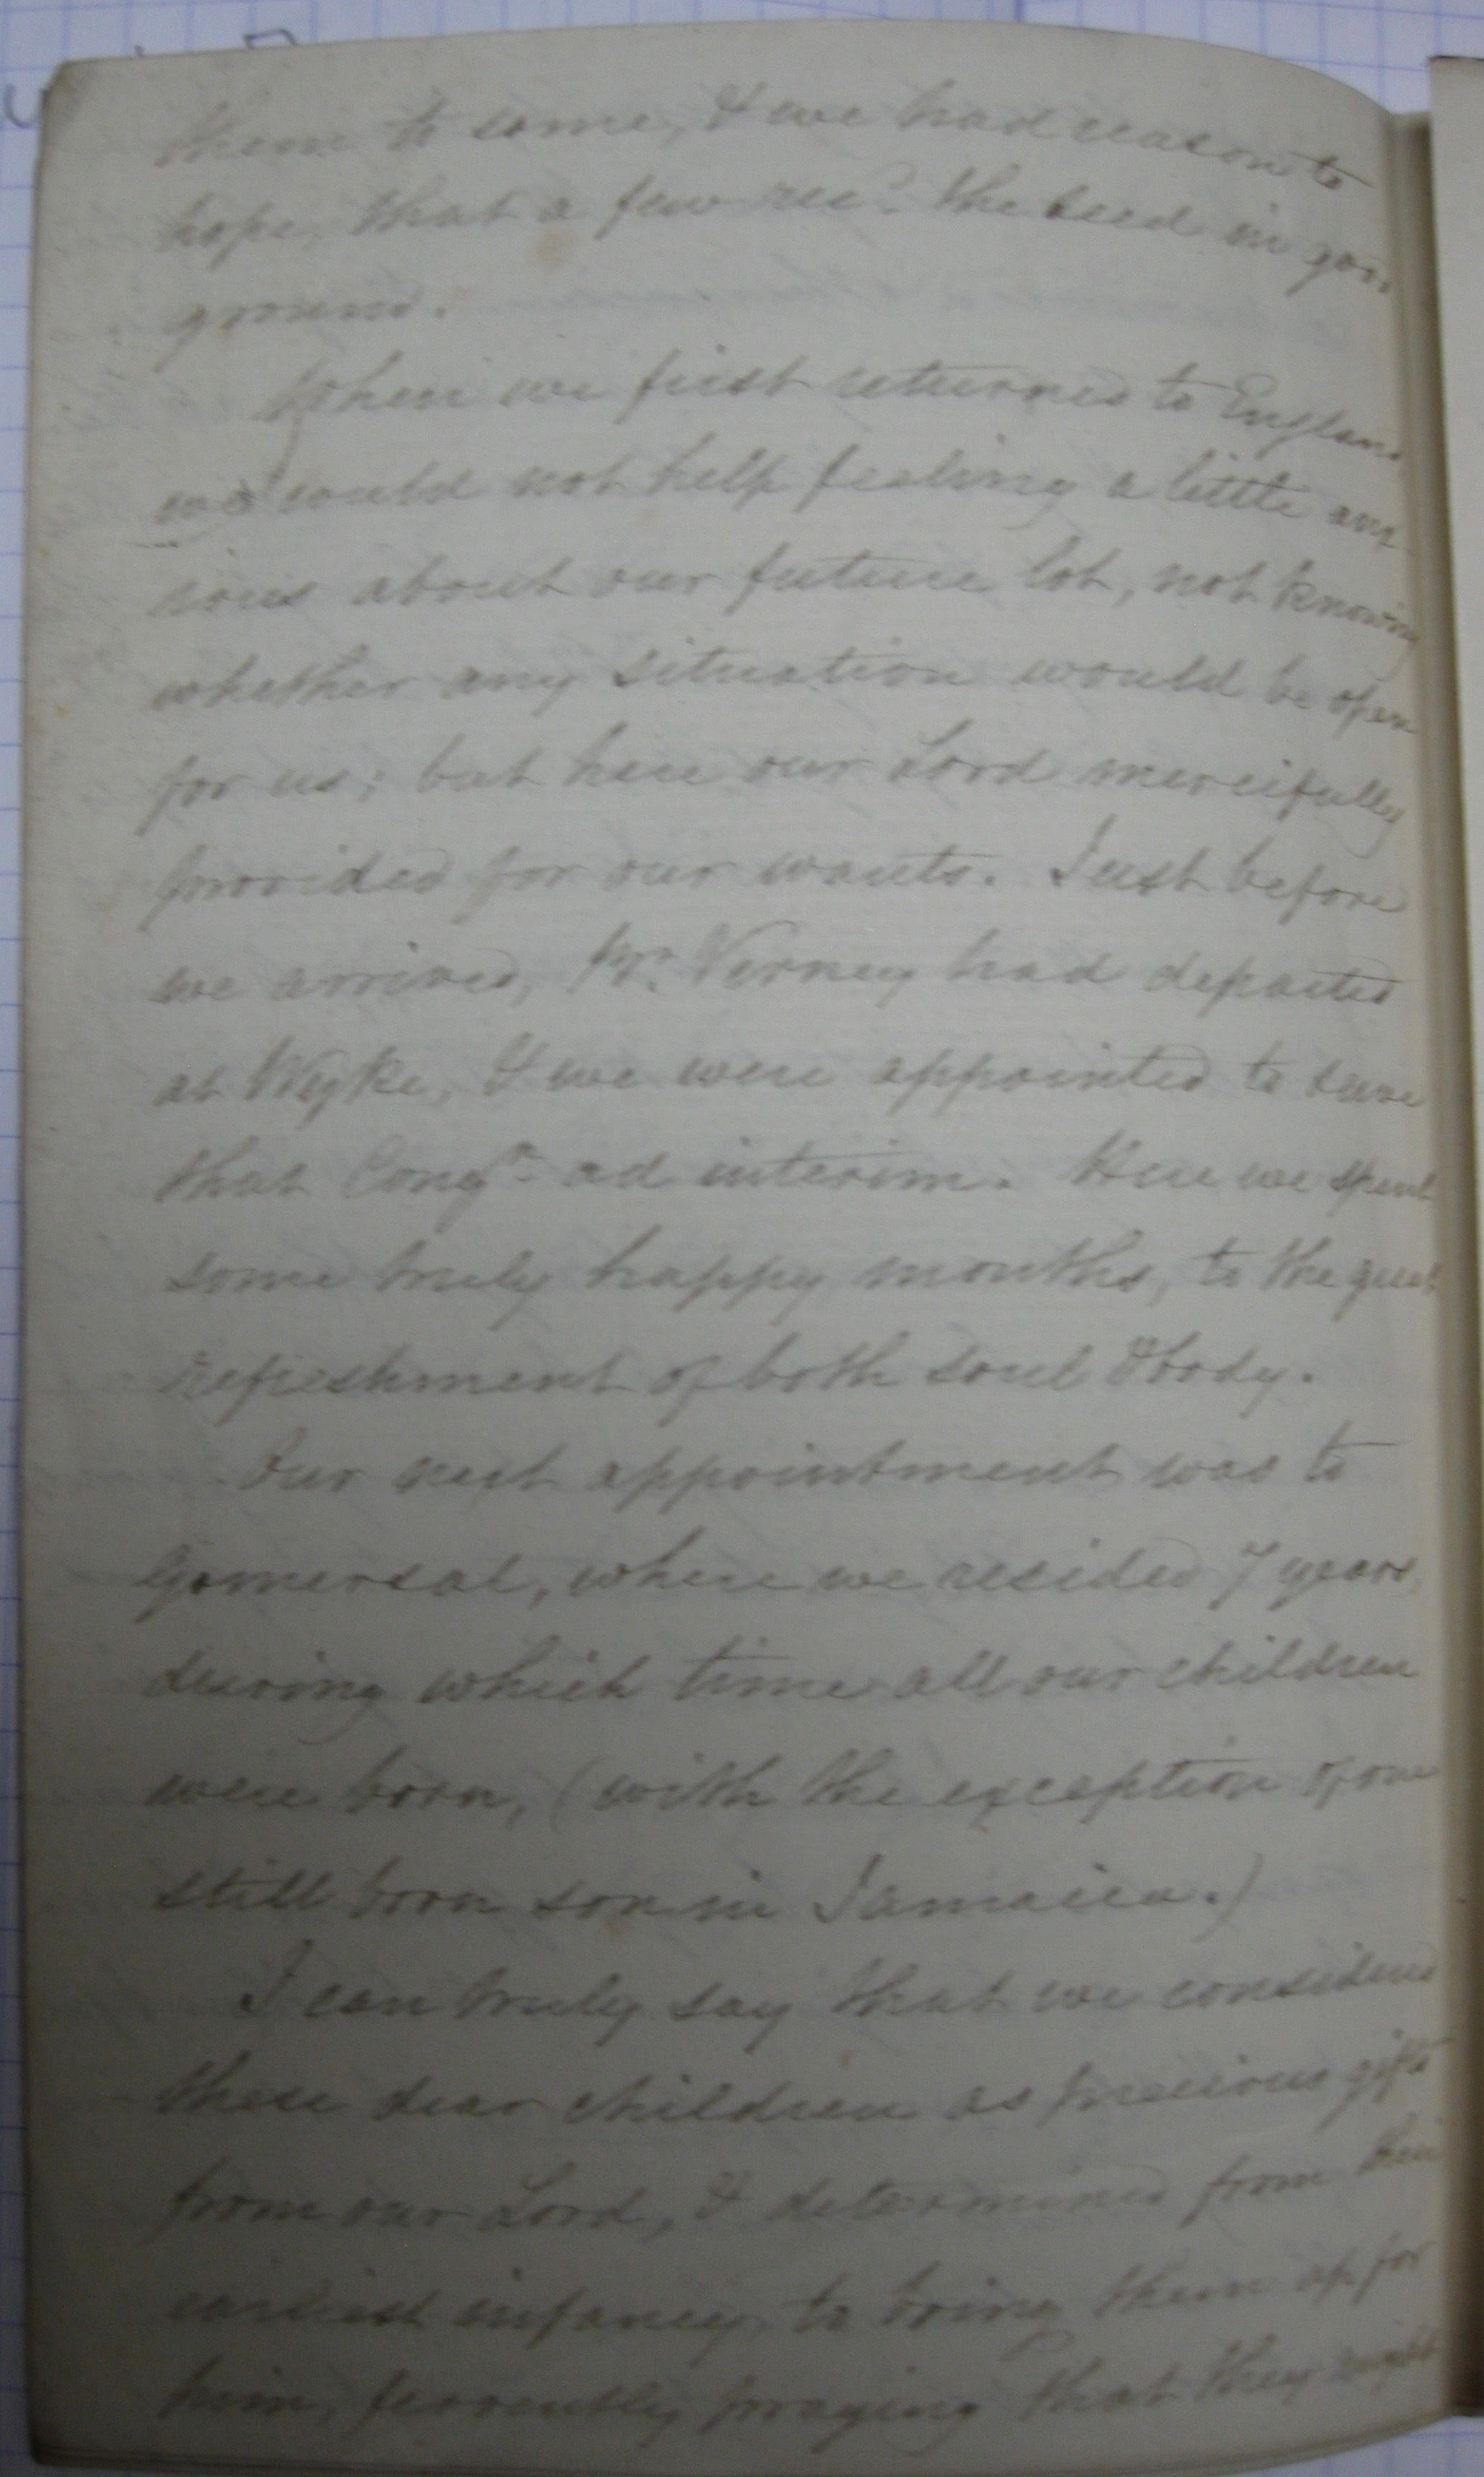 them to some, & we had reason to
hope, that a few recd. the seed in good
ground.
When we first returned to England
we could not help feeling a little anx-
ious about our future lot, not knowing
whether any situation would be open
for us; but here our Lord mercifully
provided for our wants. Just before
we arrived, Br. Verney had departed
at Wyke, & we were appointed to serve
that Congn. ad interim. Here we spent
some truly happy months, to the great
refreshment of both soul & body.
Our next appointment was to
Gomersal, where we resided 7 years,
during which time all our children
were born, (with the exception of one
still born son in Jamaica.)
I can truly say that we considered
these dear children as precious gifts
from our Lord, & determined from their
earliest infancy, to bring them up for
him, fervently praying that they might